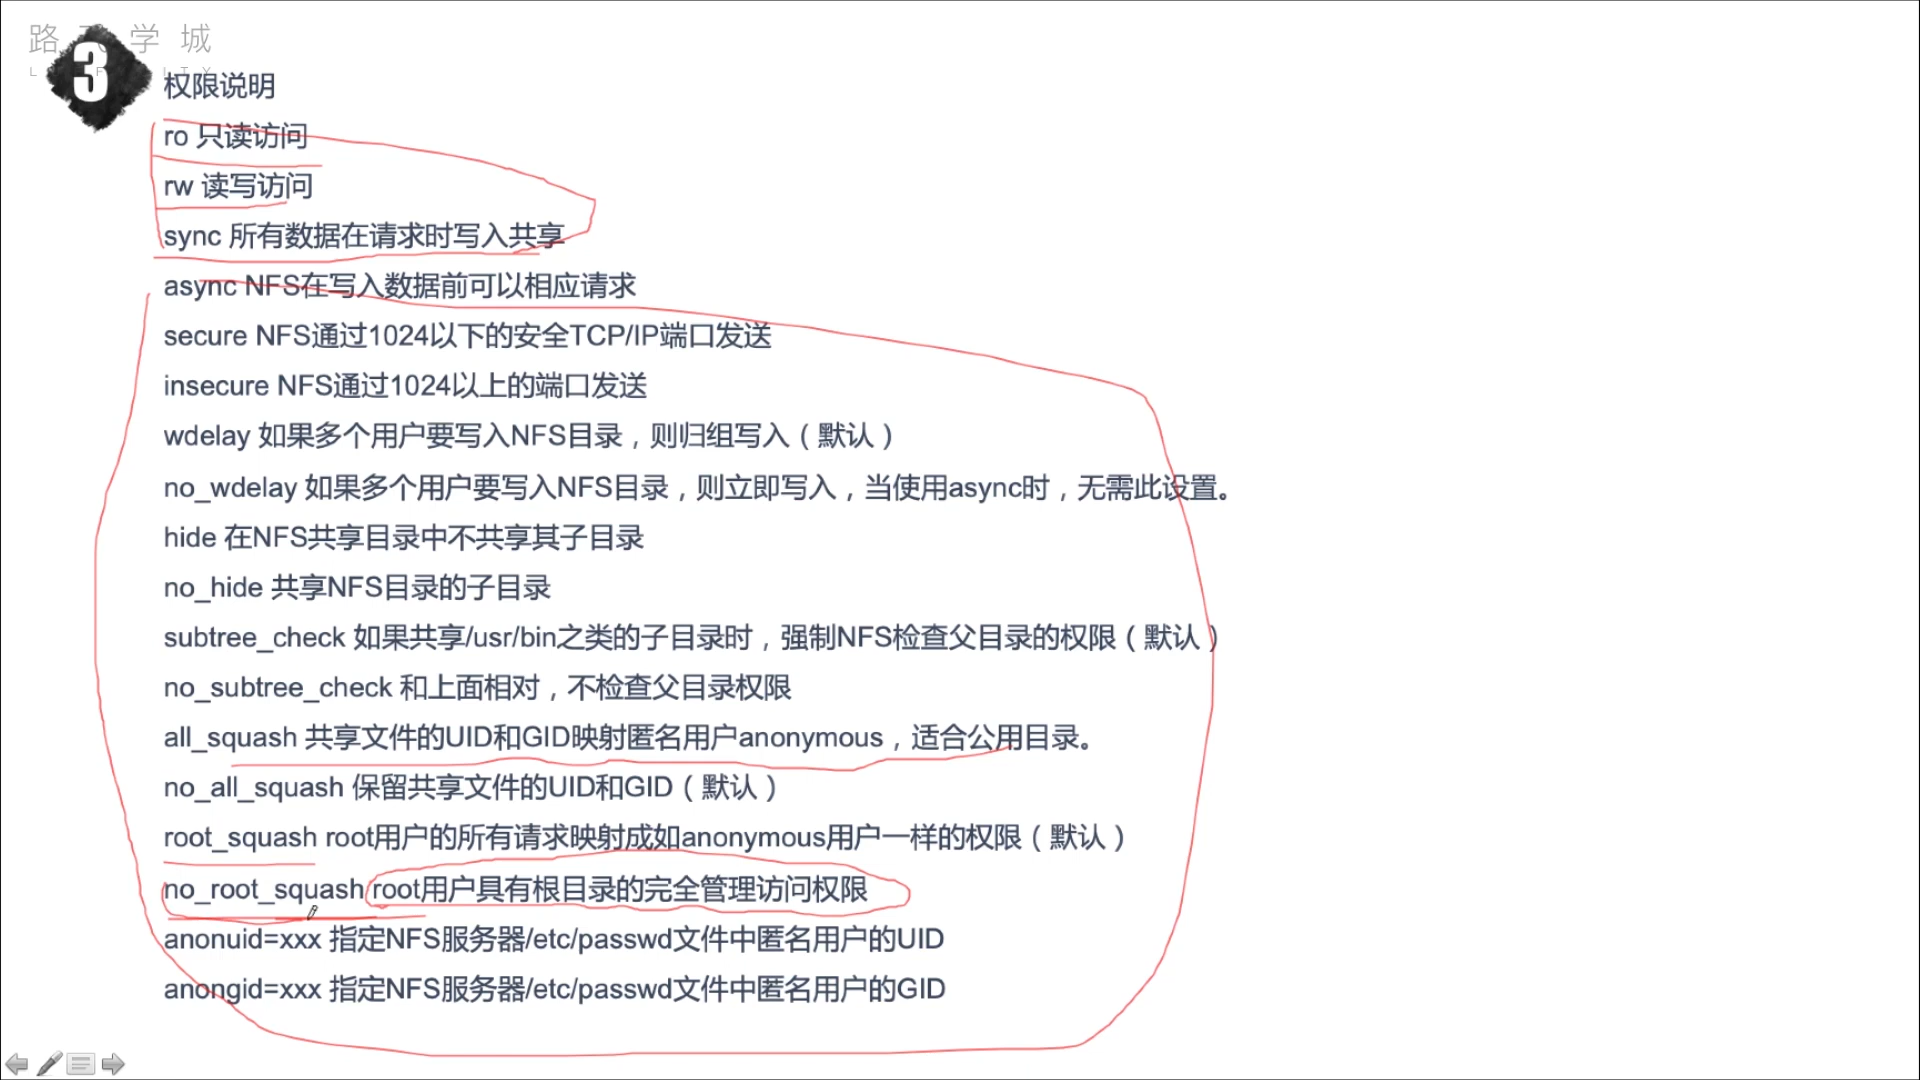 路 学 城
3
权限说明
ro 只读访问
rw 读写访问
sync 所有数据在请求时写入共享
async NFS在写入数据前可以相应请求
secure NFS通过1024以下的安全TCP/IP端口发送
insecure NFS通过1024以上的端口发送
wdelay 如果多个用户要写入NFS目录，则归组写入（默认）
no_wdelay 如果多个用户要写入NFS目录，则立即写入，当使用async时，无需此设置。
hide 在NFS共享目录中不共享其子目录
no_hide 共享NFS目录的子目录
subtree_check 如果共享/usr/bin之类的子目录时，强制NFS检查父目录的权限（默认）
no_subtree_check 和上面相对，不检查父目录权限
all_squash 共享文件的UID和GID映射匿名用户anonymous，适合公用目录。
no_all_squash 保留共享文件的UID和GID（默认）
root_squash root用户的所有请求映射成如anonymous用户一样的权限（默认）
no_root_squash root用户具有根目录的完全管理访问权限
anonuid=xxx 指定NFS服务器/etc/passwd文件中匿名用户的UID
anongid=xxx 指定NFS服务器/etc/passwd文件中匿名用户的GID